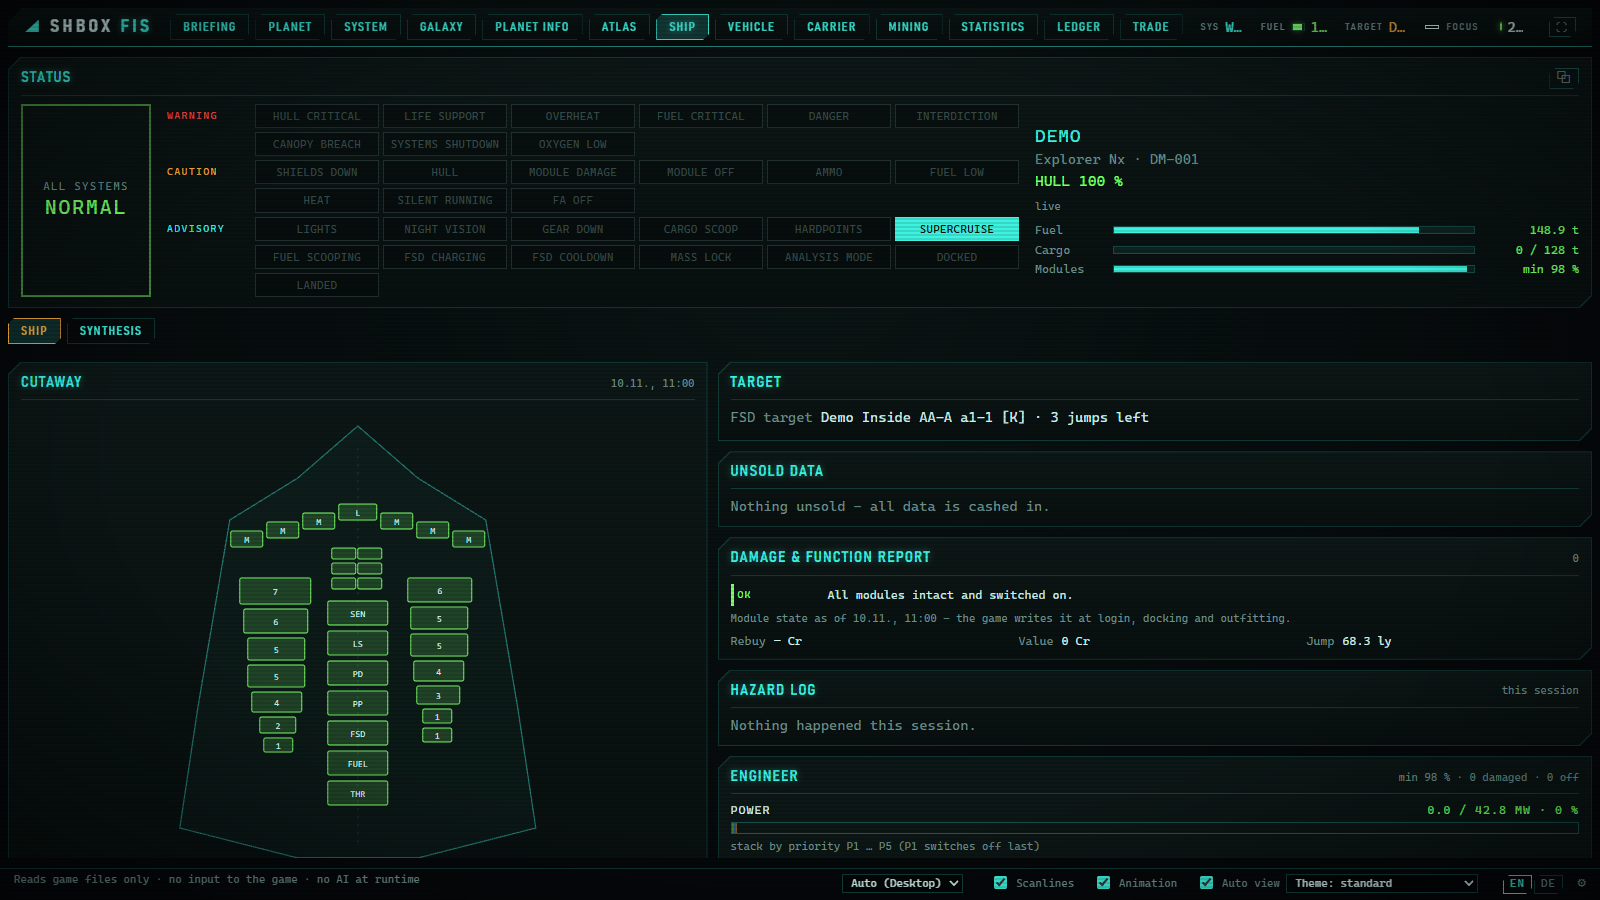 SHBOX FIS BRIEFING PLANET SYSTEM GALAXY PLANET INFO ATLAS SHIP VEHICLE CARRIER MINING STATISTICS LEDGER TRADE SYS W… FUEL 1… TARGET D… FOCUS 2…
STATUS
ALL SYSTEMS
NORMAL
WARNING HULL CRITICAL LIFE SUPPORT OVERHEAT FUEL CRITICAL DANGER INTERDICTION
CANOPY BREACH SYSTEMS SHUTDOWN OXYGEN LOW
CAUTION SHIELDS DOWN HULL MODULE DAMAGE MODULE OFF AMMO FUEL LOW
HEAT SILENT RUNNING FA OFF
ADVISORY LIGHTS NIGHT VISION GEAR DOWN CARGO SCOOP HARDPOINTS SUPERCRUISE
FUEL SCOOPING FSD CHARGING FSD COOLDOWN MASS LOCK ANALYSIS MODE DOCKED
LANDED
DEMO
Explorer Nx · DM-001
HULL 100 %
live
Fuel 148.9 t
Cargo 0 / 128 t
Modules min 98 %
SHIP SYNTHESIS
CUTAWAY 10.11., 11:00
L
M M
M M
M M
7 6
6 5
5 5
5 4
4 3
2 1
1 1
SEN
LS
PD
PP
FSD
FUEL
THR
TARGET
FSD target Demo Inside AA-A a1-1 [K] · 3 jumps left
UNSOLD DATA
Nothing unsold – all data is cashed in.
DAMAGE & FUNCTION REPORT 0
OK All modules intact and switched on.
Module state as of 10.11., 11:00 – the game writes it at login, docking and outfitting.
Rebuy – Cr Value 0 Cr Jump 68.3 ly
HAZARD LOG this session
Nothing happened this session.
ENGINEER min 98 % · 0 damaged · 0 off
POWER 0.0 / 42.8 MW · 0 %
stack by priority P1 … P5 (P1 switches off last)
Reads game files only · no input to the game · no AI at runtime Auto (Desktop) Scanlines Animation Auto view Theme: standard EN DE